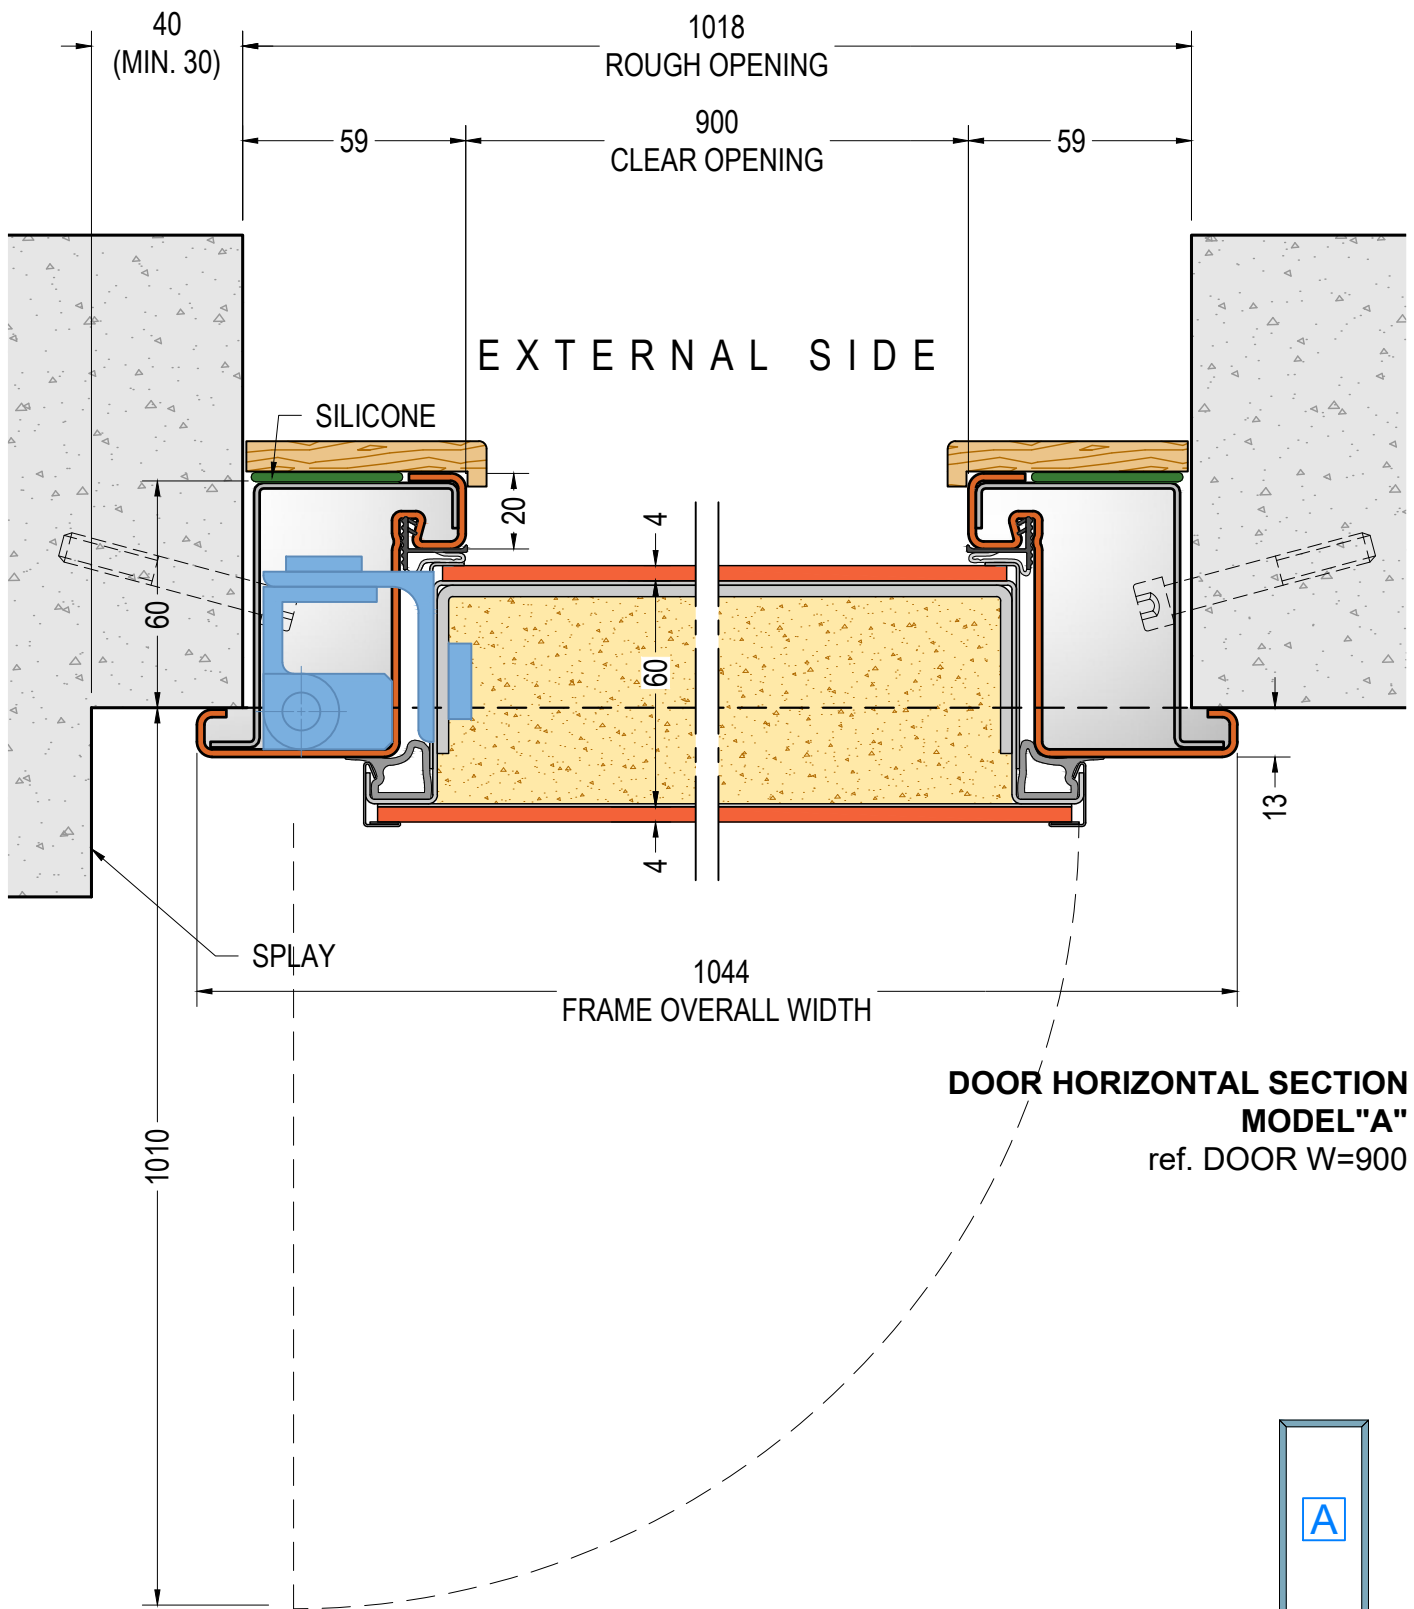 40
(MIN. 30)
1018
ROUGH OPENING
59
900
CLEAR OPENING
59
EXTERNAL SIDE
SILICONE
20
4
60
60
13
4
SPLAY
1044
FRAME OVERALL WIDTH
1010
DOOR HORIZONTAL SECTION
MODEL"A"
ref. DOOR W=900
A